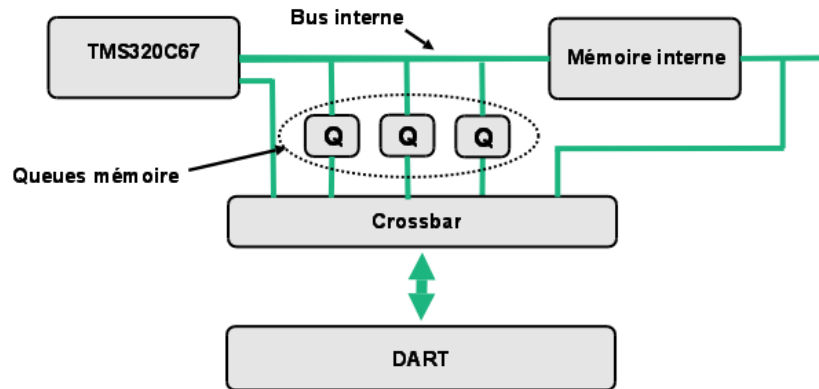 Bus interne
TMS320C67
Mémoire interne
Q Q Q
Queues mémoire
Crossbar
DART